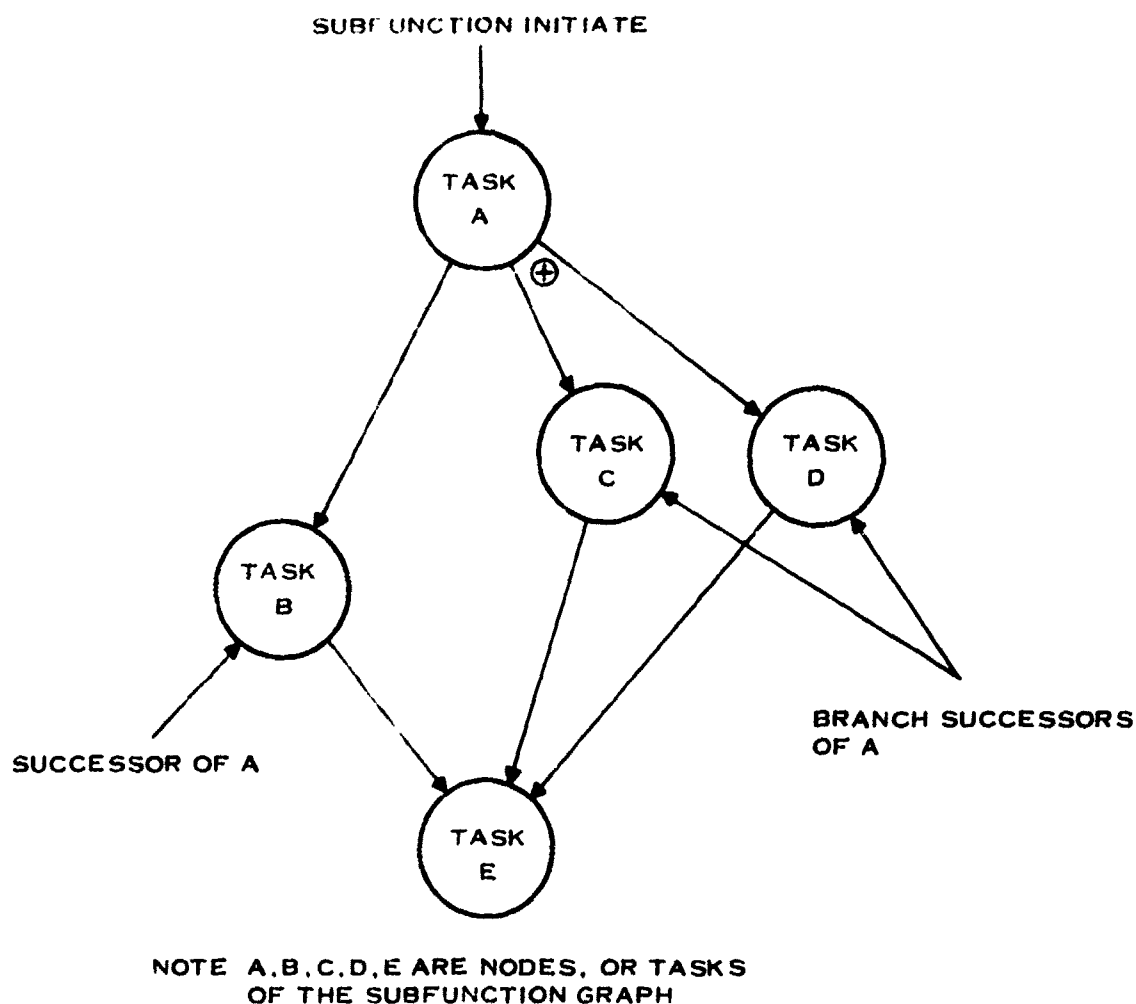 SUBFUNCTION INITIATE
TASK
A
TASK
C
TASK
D
TASK
B
BRANCH SUCCESSORS
OF A
SUCCESSOR OF A
TASK
E
NOTE A,B,C,D,E ARE NODES, OR TASKS
OF THE SUBFUNCTION GRAPH